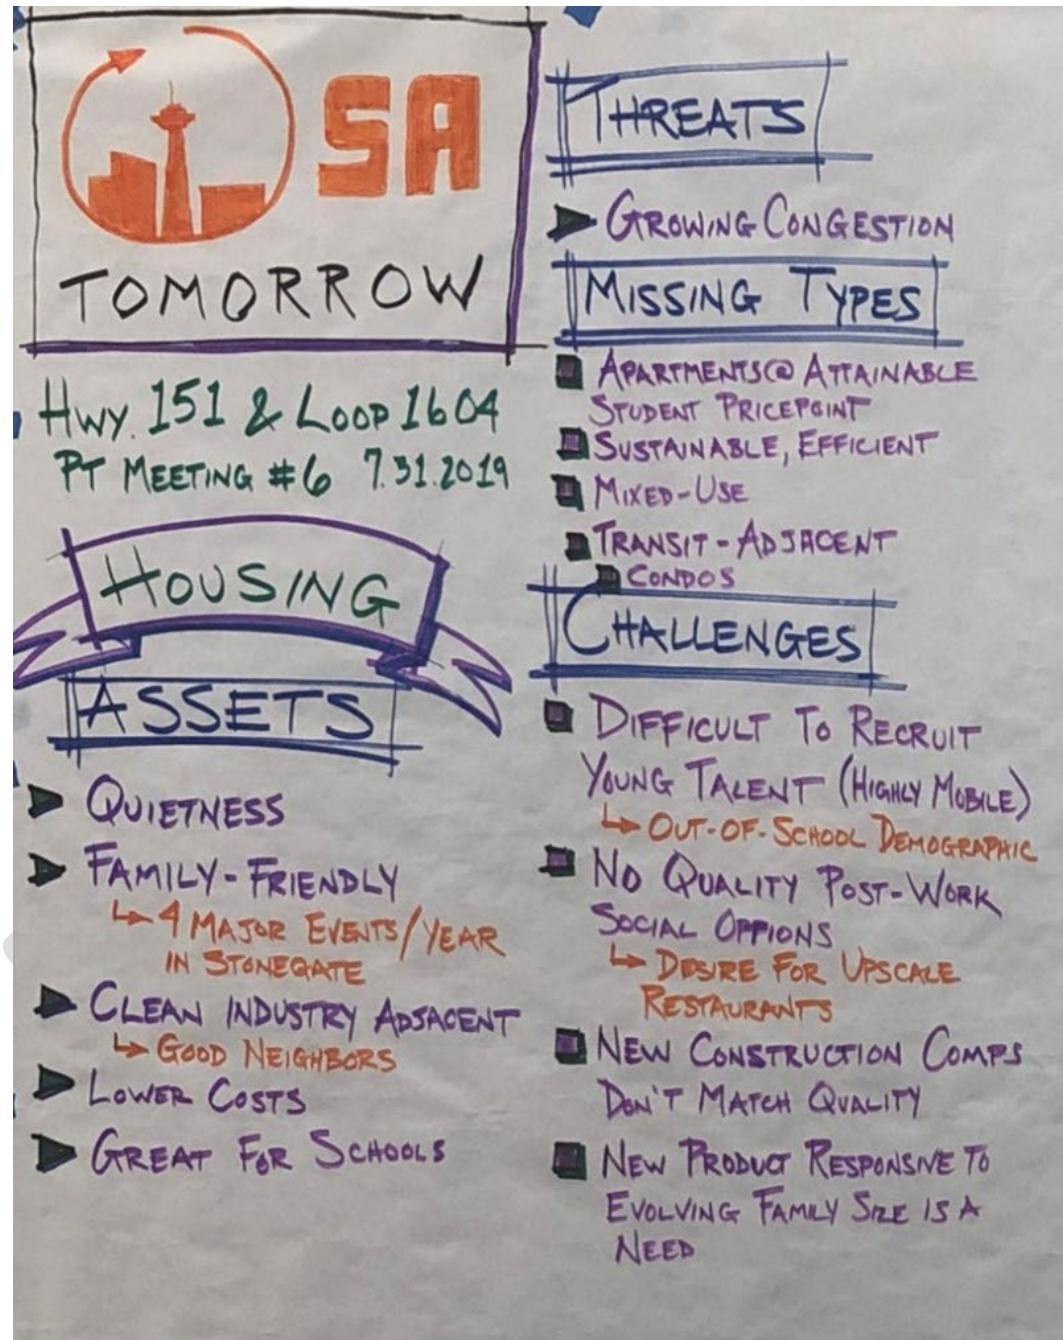 SA
TOMORROW
HWY. 151 & LOOP 1604
PT MEETING #6 7.31.2019
HOUSING
ASSETS
QUIETNESS
FAMILY-FRIENDLY
4 MAJOR EVENTS/YEAR
IN STONEGATE
CLEAN INDUSTRY ADJACENT
GOOD NEIGHBORS
LOWER COSTS
GREAT FOR SCHOOLS
THREATS
GROWING CONGESTION
MISSING TYPES
APARTMENTS @ ATTAINABLE
STUDENT PRICEPOINT
SUSTAINABLE, EFFICIENT
MIXED-USE
TRANSIT-ADJACENT
CONDOS
CHALLENGES
DIFFICULT TO RECRUIT
YOUNG TALENT (HIGHLY MOBILE)
OUT-OF-SCHOOL DEMOGRAPHIC
NO QUALITY POST-WORK
SOCIAL OPPIONS
DESIRE FOR UPSCALE
RESTAURANTS
NEW CONSTRUCTION COMPS
DON'T MATCH QUALITY
NEW PRODUCT RESPONSIVE TO
EVOLVING FAMILY SIZE IS A
NEED